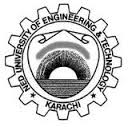 NED UNIVERSITY OF ENGINEERING & TECHNOLOGY
KARACHI